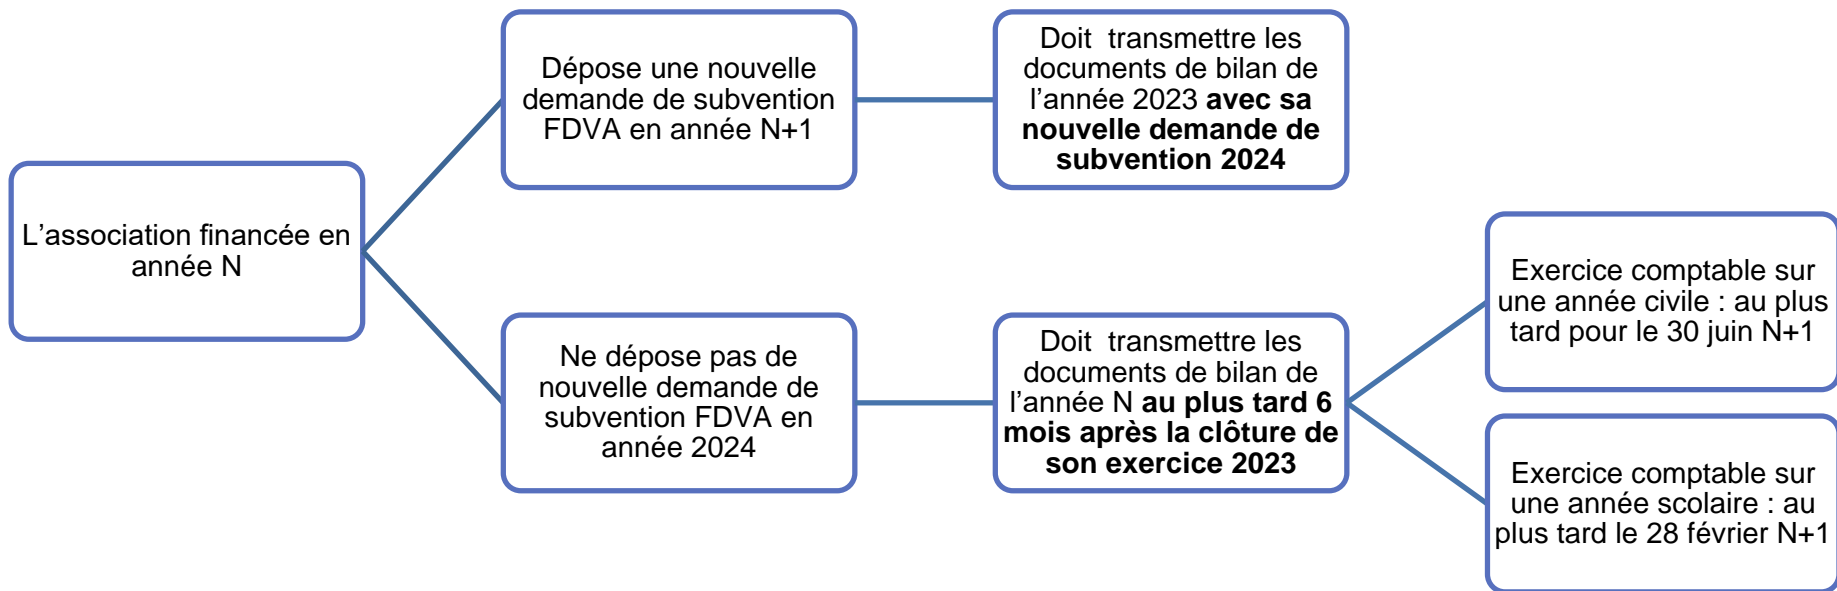 L’association financée en
année N
Dépose une nouvelle
demande de subvention
FDVA en année N+1
Doit  transmettre les
documents de bilan de
l’année 2023 avec sa
nouvelle demande de
subvention 2024
Ne dépose pas de
nouvelle demande de
subvention FDVA en
année 2024
Doit  transmettre les
documents de bilan de
l’année N au plus tard 6
mois après la clôture de
son exercice 2023
Exercice comptable sur
une année civile : au plus
tard pour le 30 juin N+1
Exercice comptable sur
une année scolaire : au
plus tard le 28 février N+1